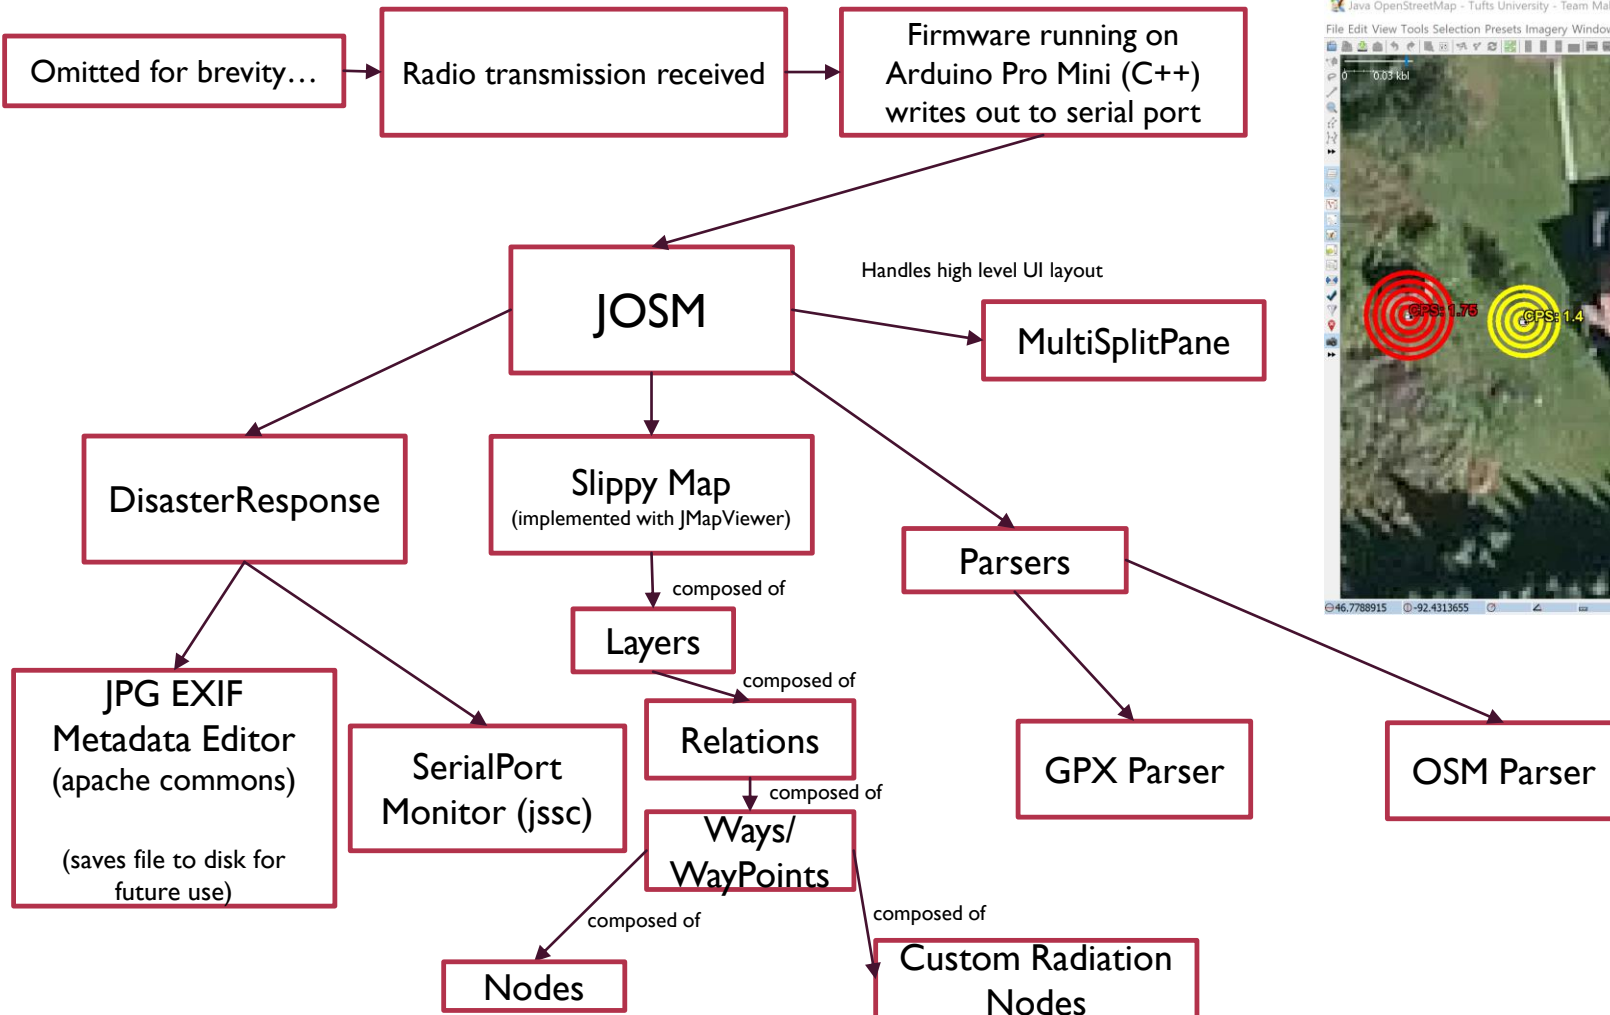 Omitted for brevity…
Radio transmission received
Firmware running on
Arduino Pro Mini (C++)
writes out to serial port
Java OpenStreetMap - Tufts University - Team Mal
File Edit View Tools Selection Presets Imagery Window
0 0.03 kbl
CPS: 1.75
CPS: 1.4
46.7788915 -92.4313655
JOSM
Handles high level UI layout
MultiSplitPane
DisasterResponse
Slippy Map
(implemented with JMapViewer)
Parsers
composed of
Layers
composed of
JPG EXIF
Metadata Editor
(apache commons)
(saves file to disk for
future use)
SerialPort
Monitor (jssc)
Relations
GPX Parser
OSM Parser
composed of
Ways/
WayPoints
composed of
composed of
Nodes
Custom Radiation
Nodes